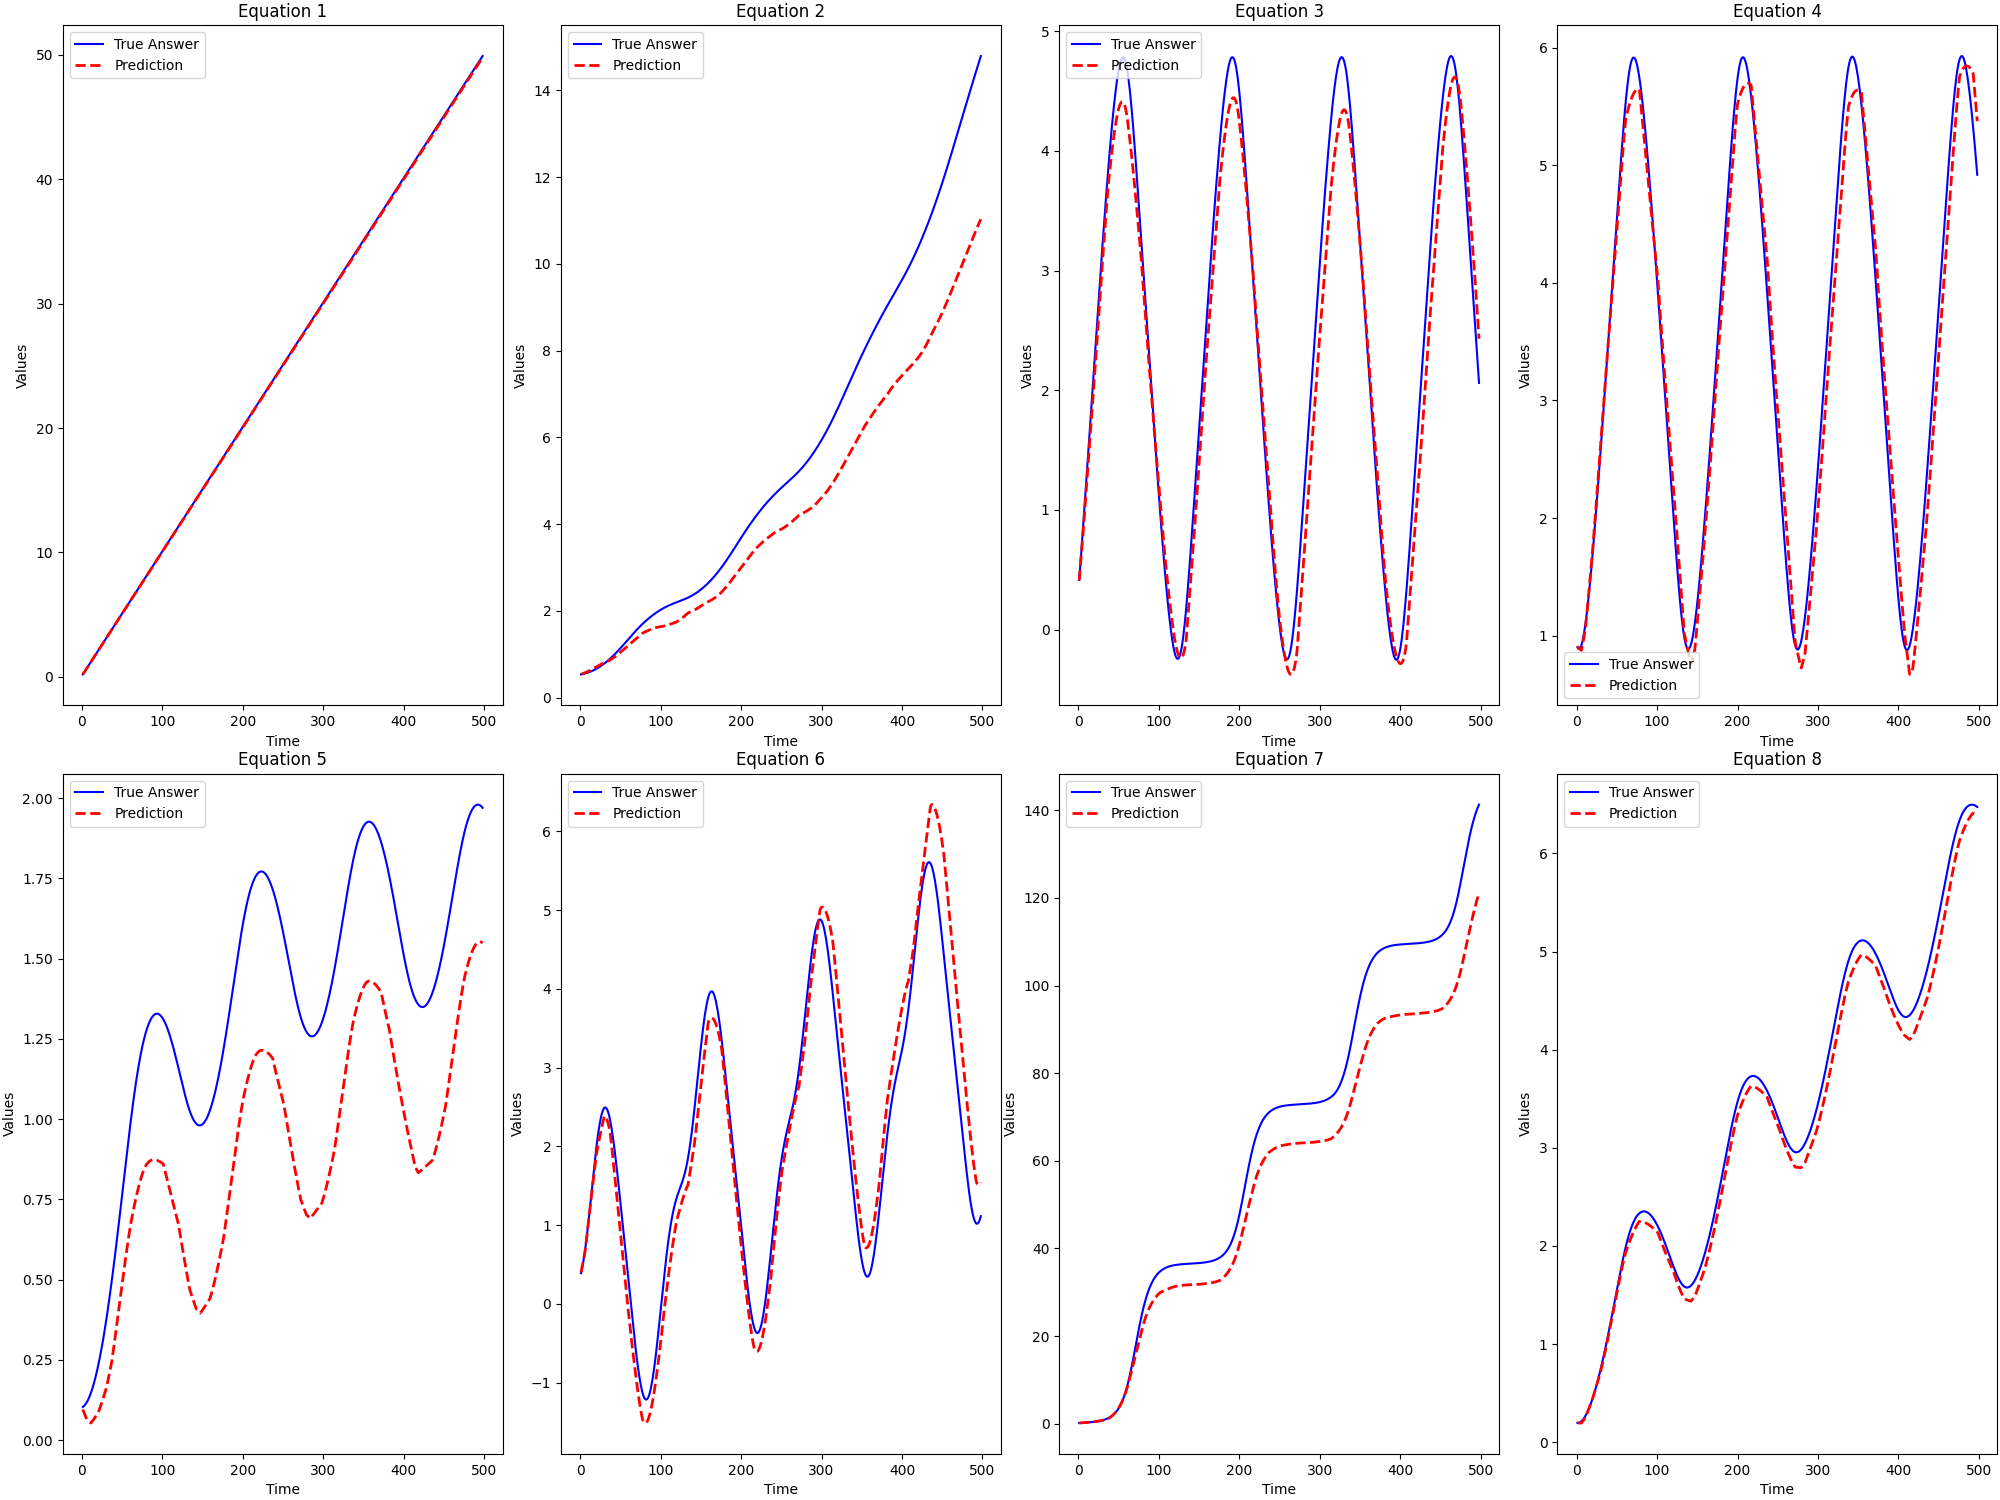 Equation 1
True Answer
Prediction
50
40
30
20
10
0
Values
0 100 200 300 400 500
Time
Equation 2
True Answer
Prediction
14
12
10
8
6
4
2
0
Values
0 100 200 300 400 500
Time
Equation 3
True Answer
Prediction
5
4
3
2
1
0
Values
0 100 200 300 400 500
Time
Equation 4
6
5
4
3
2
1
Values
True Answer
Prediction
0 100 200 300 400 500
Time
Equation 5
True Answer
Prediction
2.00
1.75
1.50
1.25
1.00
0.75
0.50
0.25
0.00
Values
0 100 200 300 400 500
Time
Equation 6
True Answer
Prediction
6
5
4
3
2
1
0
−1
Values
0 100 200 300 400 500
Time
Equation 7
True Answer
Prediction
140
120
100
80
60
40
20
0
Values
0 100 200 300 400 500
Time
Equation 8
True Answer
Prediction
6
5
4
3
2
1
0
Values
0 100 200 300 400 500
Time